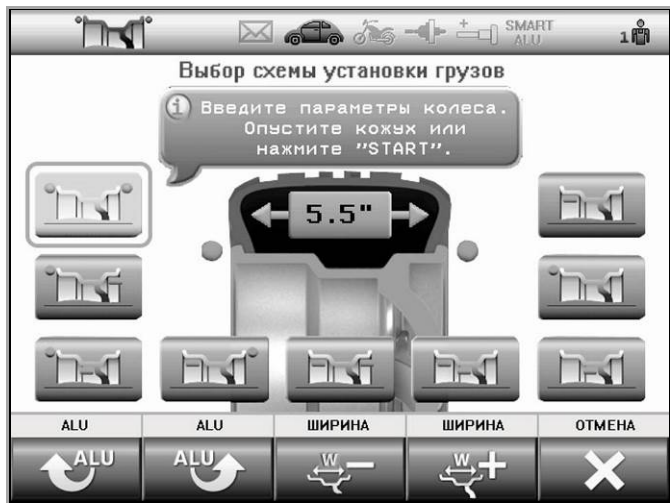 SMART
ALU
1
Выбор схемы установки грузов
i Введите параметры колеса.
Опустите кожух или
нажмите "START".
5.5"
ALU ALU ШИРИНА ШИРИНА ОТМЕНА
ALU ALU W W